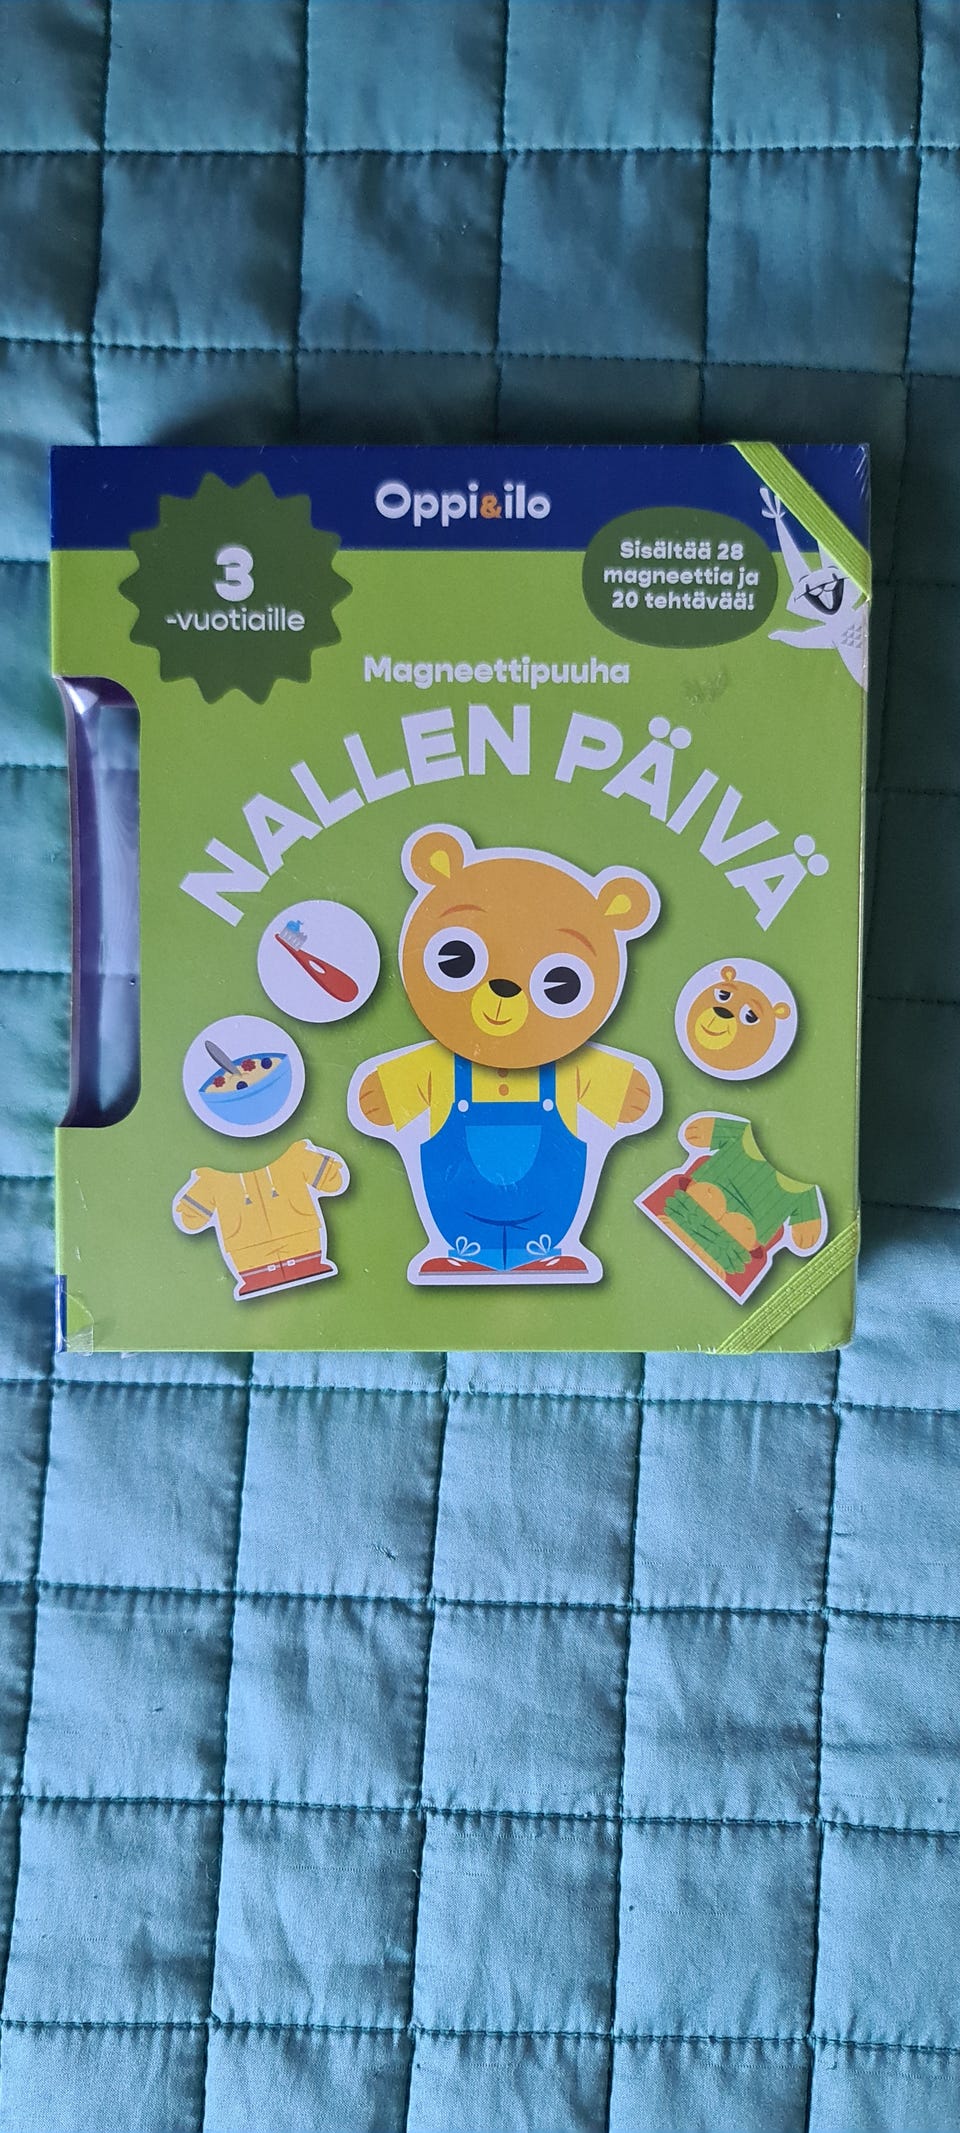 Oppi&ilo
3
-vuotiaille
Sisältää 28
magneettia ja
20 tehtävää!
Magneettipuuha
NALLEN PÄIVÄ